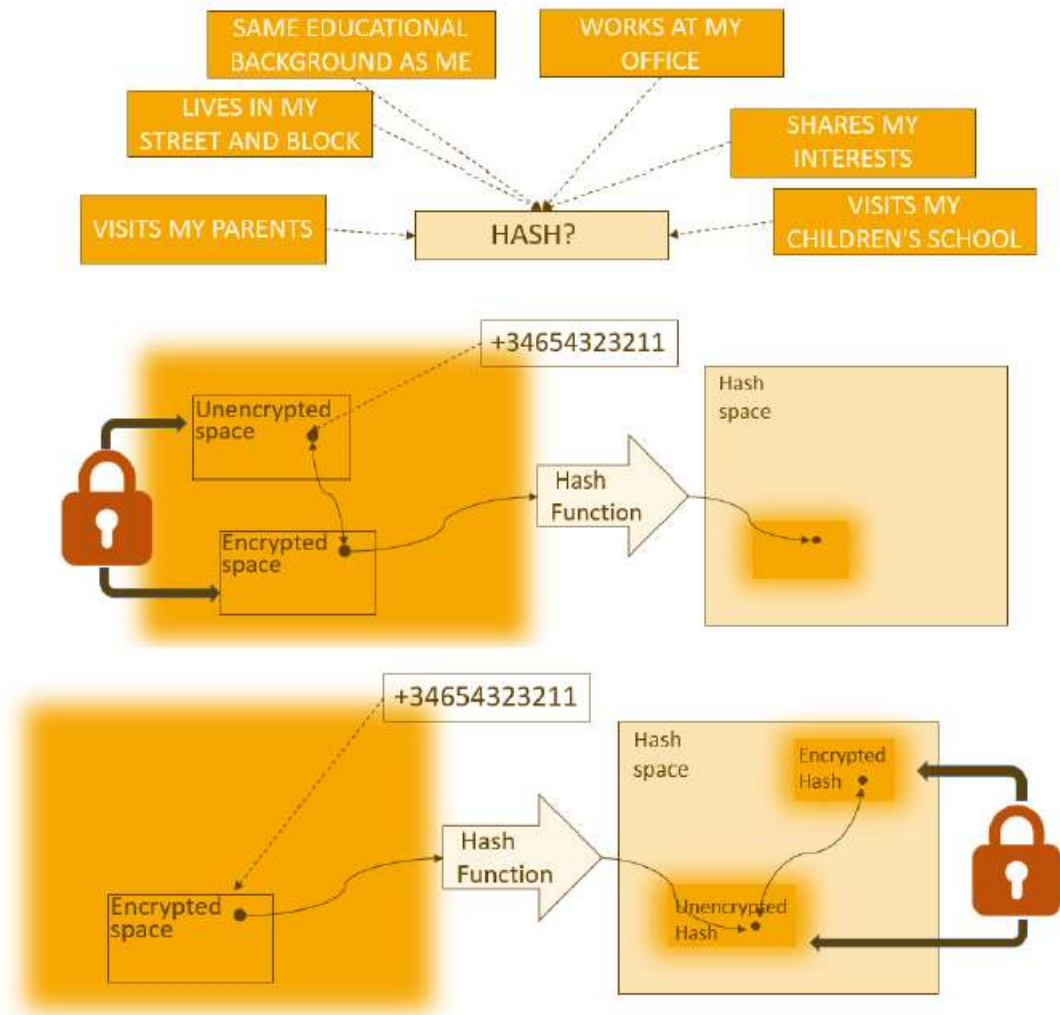 SAME EDUCATIONAL
BACKGROUND AS ME
WORKS AT MY
OFFICE
LIVES IN MY
STREET AND BLOCK
SHARES MY
INTERESTS
VISITS MY PARENTS
HASH?
VISITS MY
CHILDREN'S SCHOOL
+34654323211
Unencrypted
space
Encrypted
space
Hash
Function
Hash
space
+34654323211
Encrypted
space
Hash
Function
Hash
space
Encrypted
Hash
Unencrypted
Hash